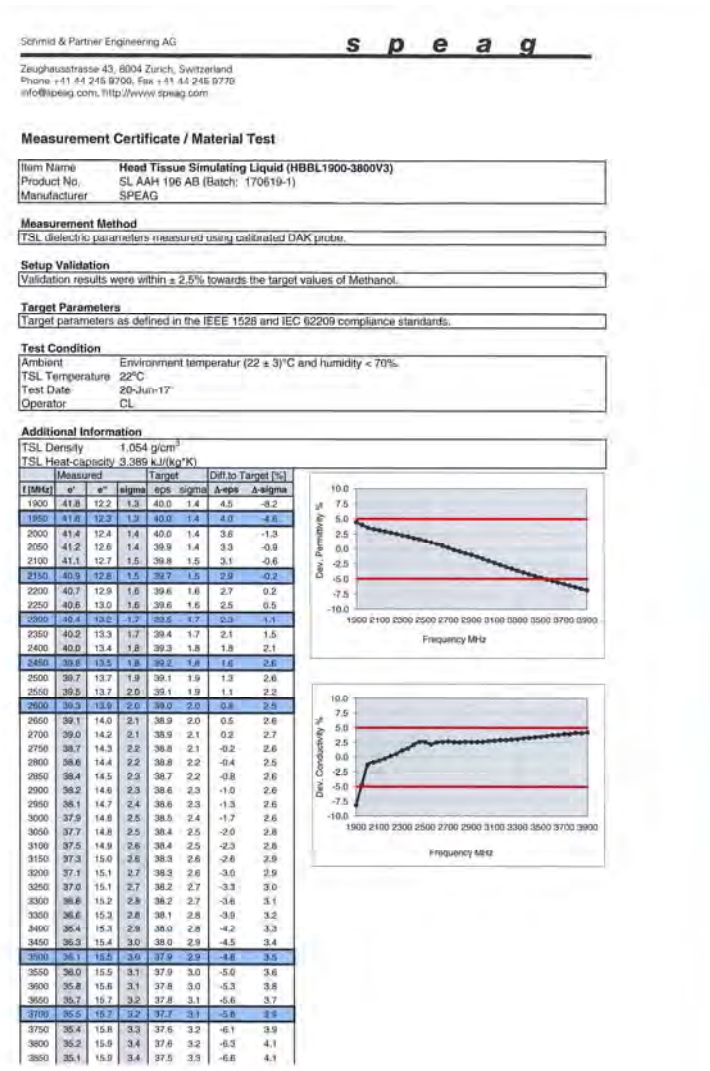 Schmid & Partner Engineering AG
s p e a g
Zeughausstrasse 43, 8004 Zurich, Switzerland
Phone +41 44 245 9700, Fax +41 44 245 9779
info@speag.com, http://www.speag.com
Measurement Certificate / Material Test
Item Name Head Tissue Simulating Liquid (HBBL1900-3800V3)
Product No. SL AAH 196 AB (Batch: 170619-1)
Manufacturer SPEAG
Measurement Method
TSL dielectric parameters measured using calibrated DAK probe.
Setup Validation
Validation results were within ± 2.5% towards the target values of Methanol.
Target Parameters
Target parameters as defined in the IEEE 1528 and IEC 62209 compliance standards.
Test Condition
Ambient Environment temperatur (22 ± 3)°C and humidity < 70%.
TSL Temperature 22°C
Test Date 20-Jun-17
Operator CL
Additional Information
TSL Density 1.054 g/cm³
TSL Heat-capacity 3.389 kJ/(kg*K)
Measured Target Diff.to Target [%]
f [MHz] e' e" sigma eps sigma Δ-eps Δ-sigma
1900 41.8 12.2 1.3 40.0 1.4 4.5 -8.2
1950 41.6 12.3 1.3 40.0 1.4 4.0 -4.6
2000 41.4 12.4 1.4 40.0 1.4 3.6 -1.3
2050 41.2 12.6 1.4 39.9 1.4 3.3 -0.9
2100 41.1 12.7 1.5 39.8 1.5 3.1 -0.6
2150 40.9 12.8 1.5 39.7 1.5 2.9 -0.2
2200 40.7 12.9 1.6 39.6 1.6 2.7 0.2
2250 40.6 13.0 1.6 39.6 1.6 2.5 0.5
2300 40.4 13.2 1.7 39.5 1.7 2.3 1.1
2350 40.2 13.3 1.7 39.4 1.7 2.1 1.5
2400 40.0 13.4 1.8 39.3 1.8 1.8 2.1
2450 39.8 13.5 1.8 39.2 1.8 1.6 2.6
2500 39.7 13.7 1.9 39.1 1.9 1.3 2.6
2550 39.5 13.7 2.0 39.1 1.9 1.1 2.2
2600 39.3 13.9 2.0 39.0 2.0 0.8 2.5
2650 39.1 14.0 2.1 38.9 2.0 0.5 2.6
2700 39.0 14.2 2.1 38.9 2.1 0.2 2.7
2750 38.7 14.3 2.2 38.8 2.1 -0.2 2.6
2800 38.6 14.4 2.2 38.8 2.2 -0.4 2.5
2850 38.4 14.5 2.3 38.7 2.2 -0.8 2.6
2900 38.2 14.6 2.3 38.6 2.3 -1.0 2.6
2950 38.1 14.7 2.4 38.6 2.3 -1.3 2.6
3000 37.9 14.8 2.5 38.5 2.4 -1.7 2.6
3050 37.7 14.8 2.5 38.4 2.5 -2.0 2.8
3100 37.5 14.9 2.6 38.4 2.5 -2.3 2.8
3150 37.3 15.0 2.6 38.3 2.6 -2.6 2.9
3200 37.1 15.1 2.7 38.3 2.6 -3.0 2.9
3250 37.0 15.1 2.7 38.2 2.7 -3.3 3.0
3300 36.8 15.2 2.8 38.2 2.7 -3.6 3.1
3350 36.6 15.3 2.8 38.1 2.8 -3.9 3.2
3400 36.4 15.3 2.9 38.0 2.8 -4.2 3.3
3450 36.3 15.4 3.0 38.0 2.9 -4.5 3.4
3500 36.1 15.5 3.0 37.9 2.9 -4.8 3.5
3550 36.0 15.5 3.1 37.9 3.0 -5.0 3.6
3600 35.8 15.6 3.1 37.8 3.0 -5.3 3.8
3650 35.7 15.7 3.2 37.8 3.1 -5.6 3.7
3700 35.5 15.7 3.2 37.7 3.1 -5.8 3.9
3750 35.4 15.8 3.3 37.6 3.2 -6.1 3.9
3800 35.2 15.9 3.4 37.6 3.2 -6.3 4.1
3850 35.1 15.9 3.4 37.5 3.3 -6.6 4.1
Dev. Permittivity %
10.0
7.5
5.0
2.5
0.0
-2.5
-5.0
-7.5
-10.0
1900 2100 2300 2500 2700 2900 3100 3300 3500 3700 3900
Frequency MHz
Dev. Conductivity %
10.0
7.5
5.0
2.5
0.0
-2.5
-5.0
-7.5
-10.0
1900 2100 2300 2500 2700 2900 3100 3300 3500 3700 3900
Frequency MHz